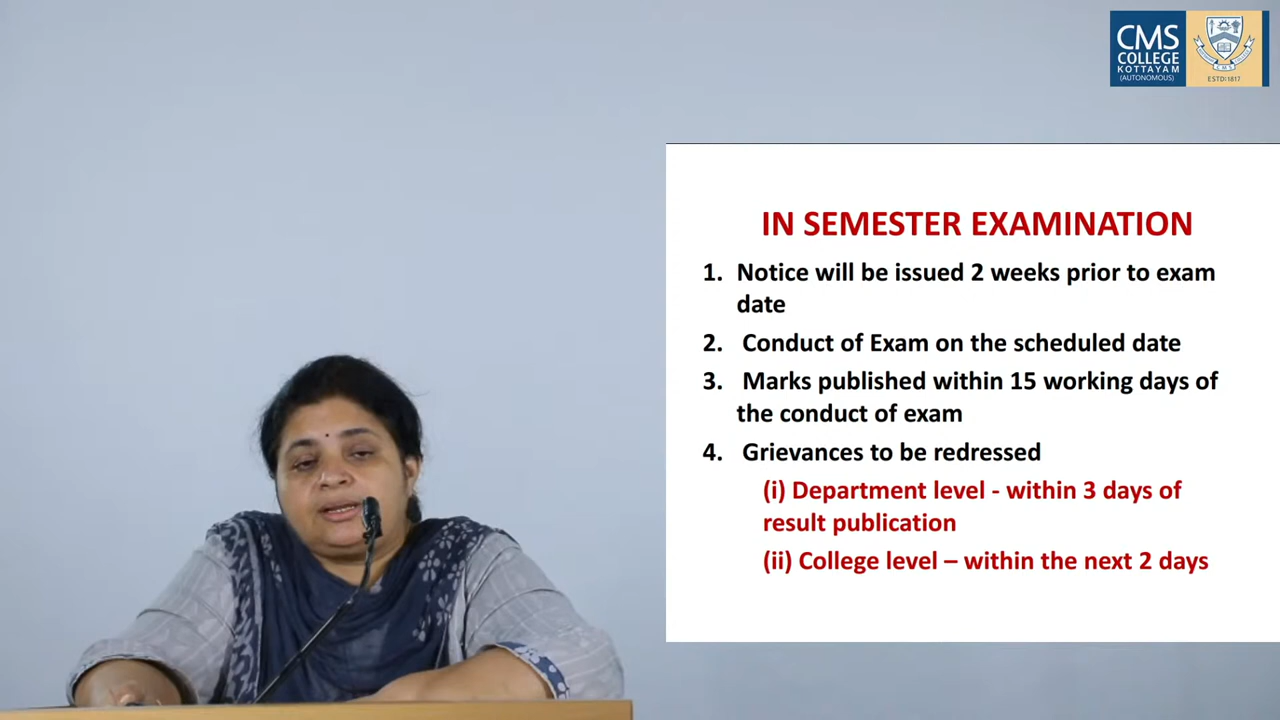 CMS
COLLEGE
KOTTAYAM
(AUTONOMOUS)
ESTD:1817
IN SEMESTER EXAMINATION
1. Notice will be issued 2 weeks prior to exam
date
2. Conduct of Exam on the scheduled date
3. Marks published within 15 working days of
the conduct of exam
4. Grievances to be redressed
(i) Department level - within 3 days of
result publication
(ii) College level – within the next 2 days